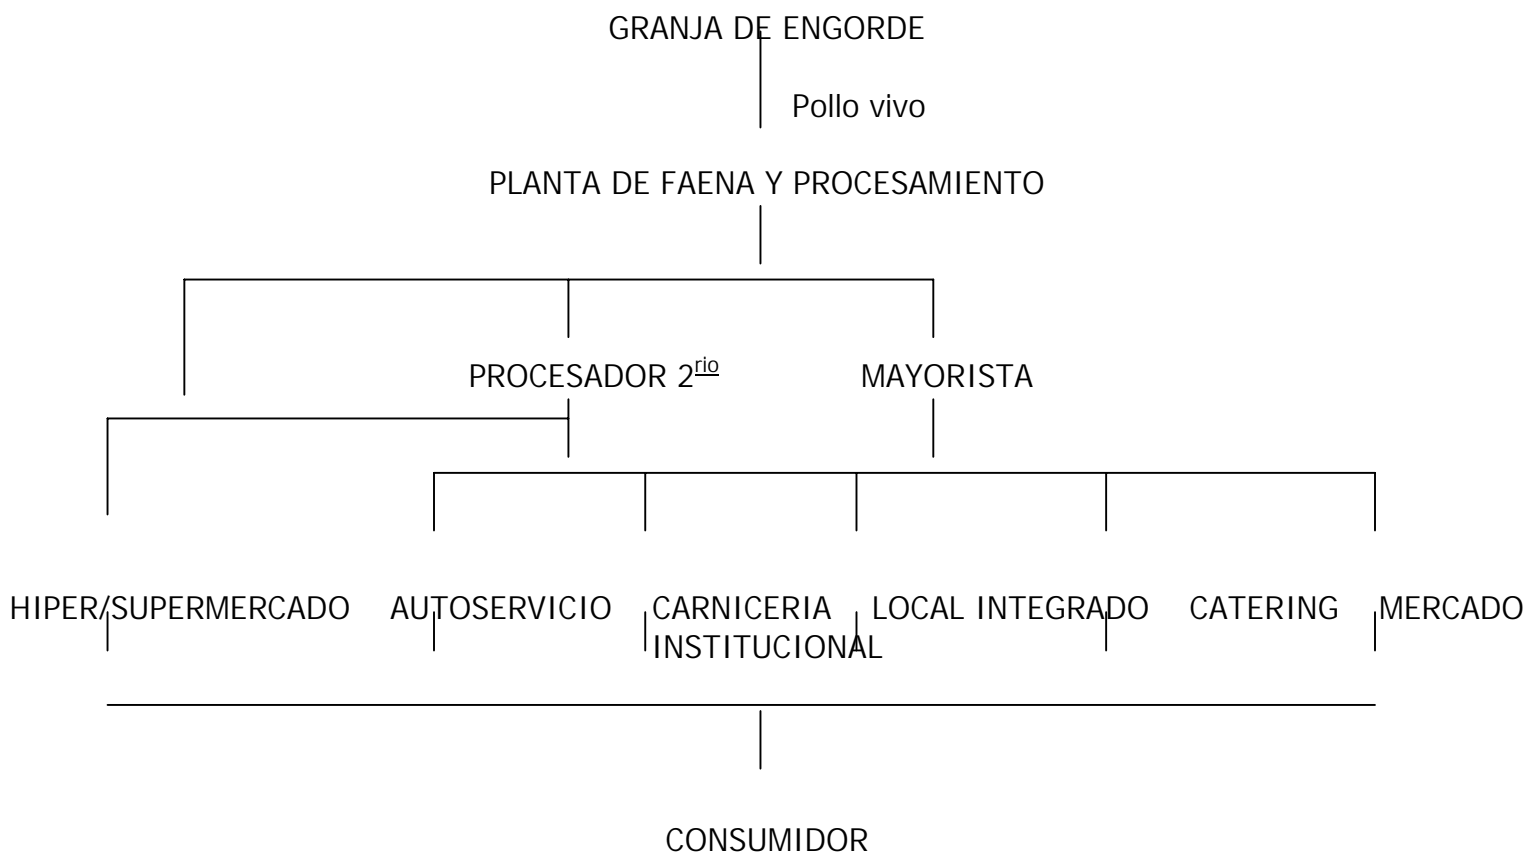 GRANJA DE ENGORDE
Pollo vivo
PLANTA DE FAENA Y PROCESAMIENTO
PROCESADOR 2rio MAYORISTA
HIPER/SUPERMERCADO AUTOSERVICIO CARNICERIA LOCAL INTEGRADO CATERING MERCADO
INSTITUCIONAL
CONSUMIDOR